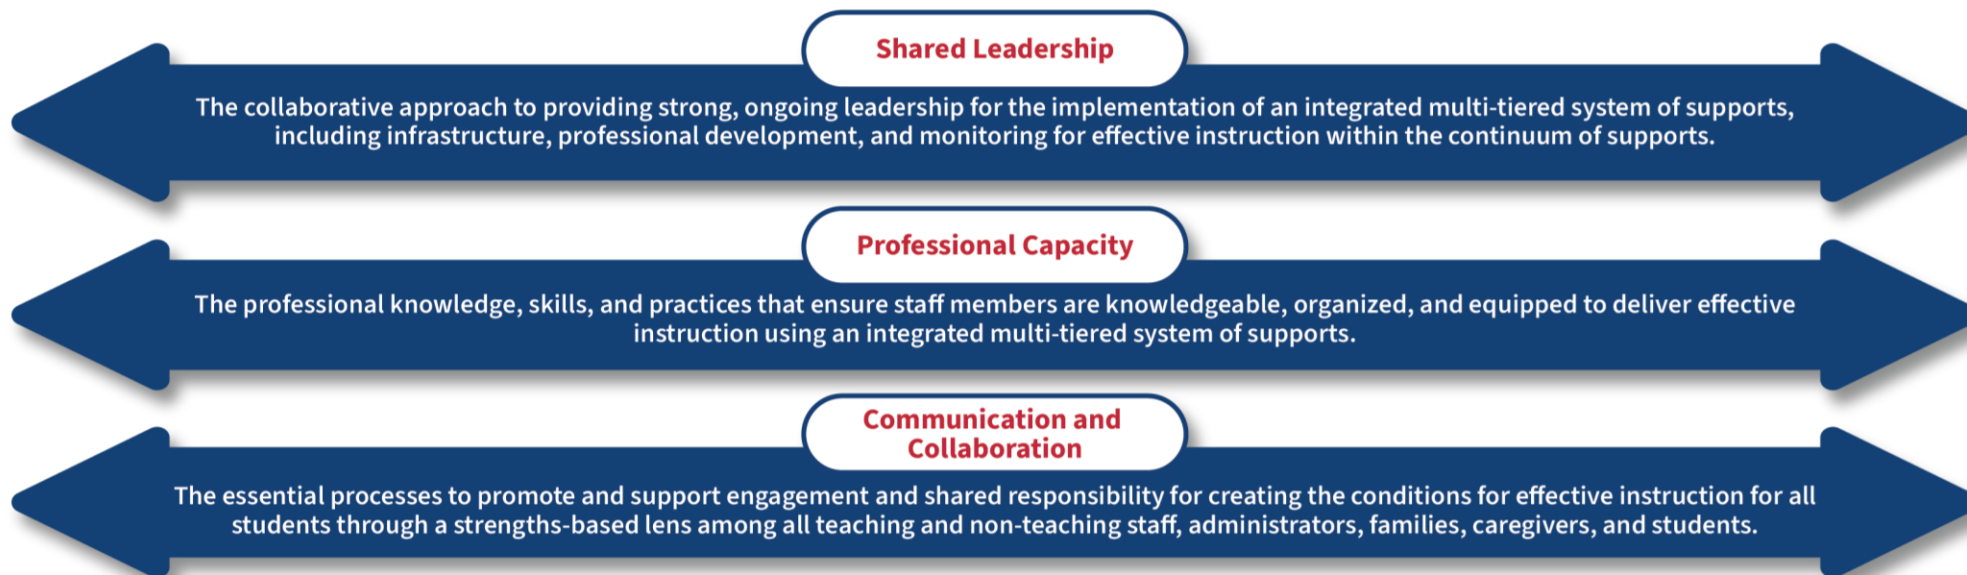 Shared Leadership
The collaborative approach to providing strong, ongoing leadership for the implementation of an integrated multi-tiered system of supports,
including infrastructure, professional development, and monitoring for effective instruction within the continuum of supports.
Professional Capacity
The professional knowledge, skills, and practices that ensure staff members are knowledgeable, organized, and equipped to deliver effective
instruction using an integrated multi-tiered system of supports.
Communication and
Collaboration
The essential processes to promote and support engagement and shared responsibility for creating the conditions for effective instruction for all
students through a strengths-based lens among all teaching and non-teaching staff, administrators, families, caregivers, and students.